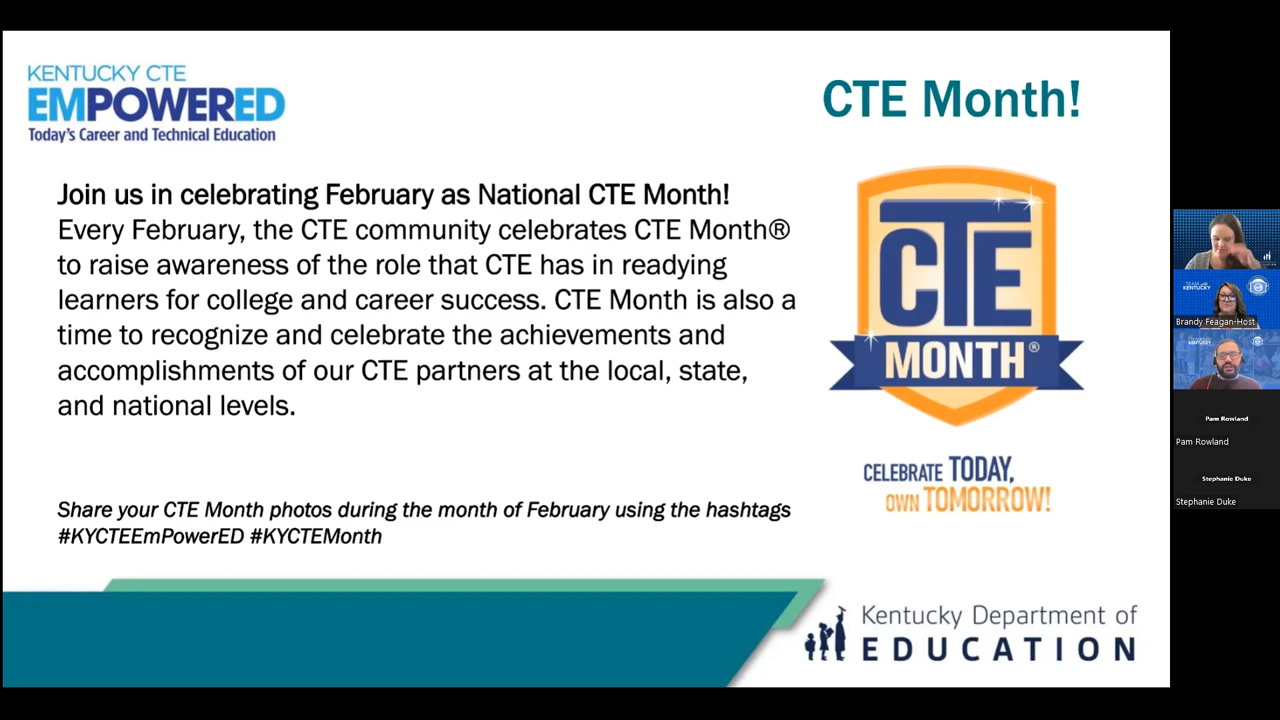 KENTUCKY CTE
EMPOWERED
Today's Career and Technical Education
CTE Month!
Join us in celebrating February as National CTE Month!
Every February, the CTE community celebrates CTE Month®
to raise awareness of the role that CTE has in readying
learners for college and career success. CTE Month is also a
time to recognize and celebrate the achievements and
accomplishments of our CTE partners at the local, state,
and national levels.
Share your CTE Month photos during the month of February using the hashtags
#KYCTEEmPowerED #KYCTEMonth
CTE
MONTH®
CELEBRATE TODAY,
OWN TOMORROW!
Kentucky Department of
EDUCATION
Brandy Feagan-Host
Pam Rowland
Pam Rowland
Stephanie Duke
Stephanie Duke